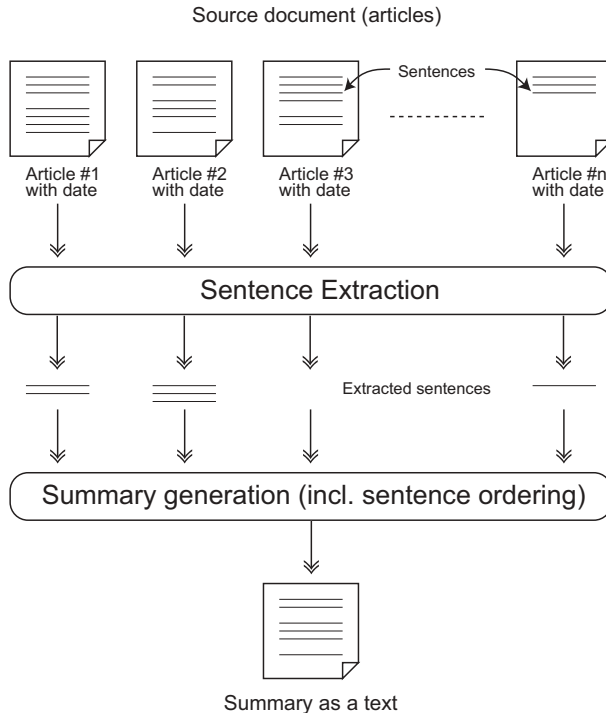 Source document (articles)
Sentences
Article #1
with date
Article #2
with date
Article #3
with date
Article #n
with date
Sentence Extraction
Extracted sentences
Summary generation (incl. sentence ordering)
Summary as a text